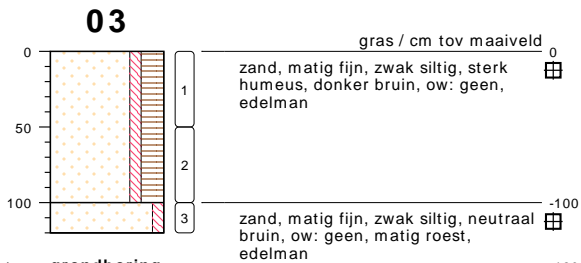 03
gras / cm tov maaiveld
0
0
zand, matig fijn, zwak siltig, sterk
humeus, donker bruin, ow: geen,
edelman
1
50
2
100
-100
3
zand, matig fijn, zwak siltig, neutraal
bruin, ow: geen, matig roest,
edelman